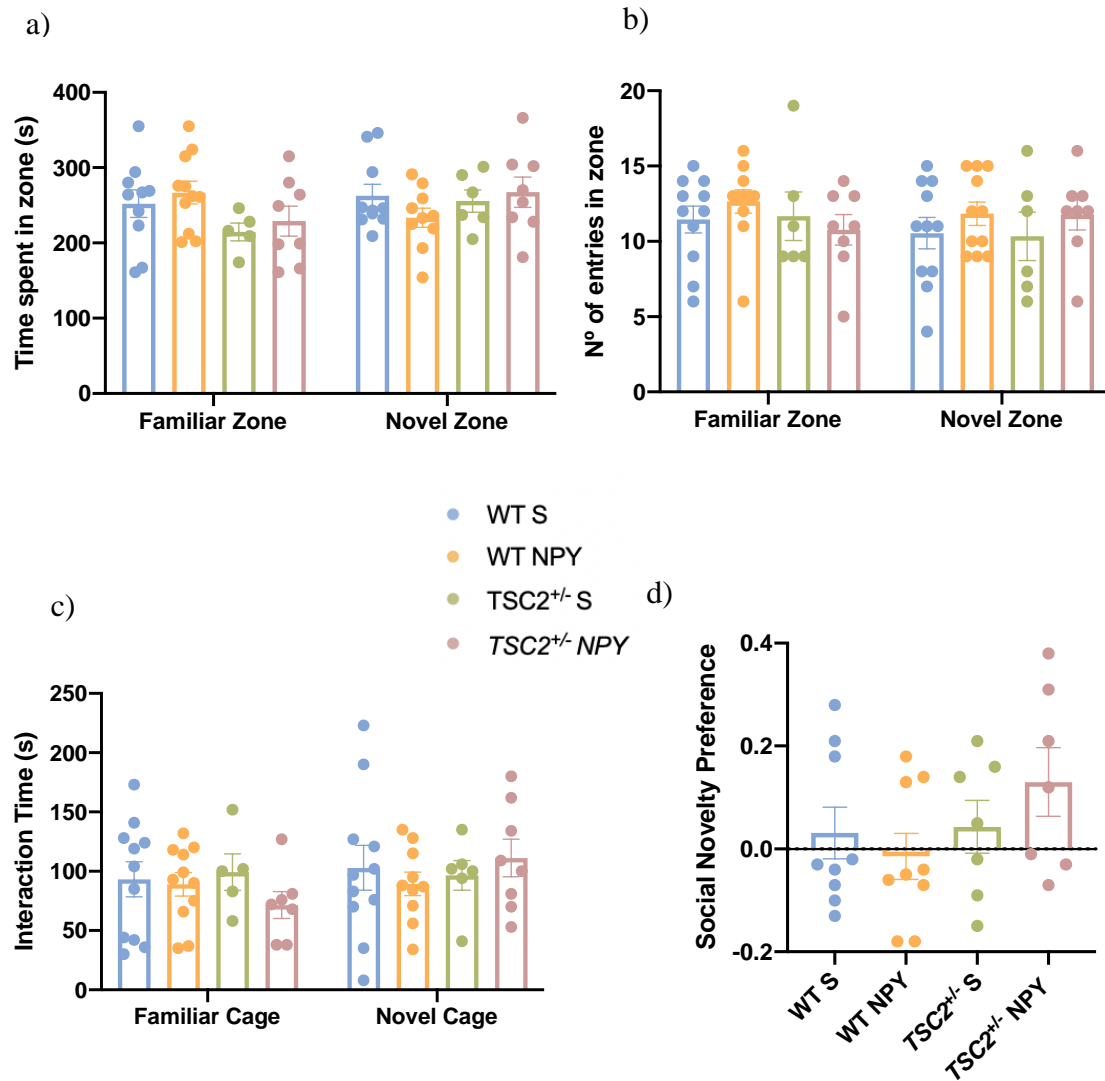 a)
Time spent in zone (s)
400
300
200
100
0
Familiar Zone
Novel Zone
b)
Nº of entries in zone
20
15
10
5
0
Familiar Zone
Novel Zone
WT S
WT NPY
TSC2+/- S
TSC2+/- NPY
c)
Interaction Time (s)
250
200
150
100
50
0
Familiar Cage
Novel Cage
d)
Social Novelty Preference
0.4
0.2
0.0
-0.2
WT S
WT NPY
TSC2+/- S
TSC2+/- NPY